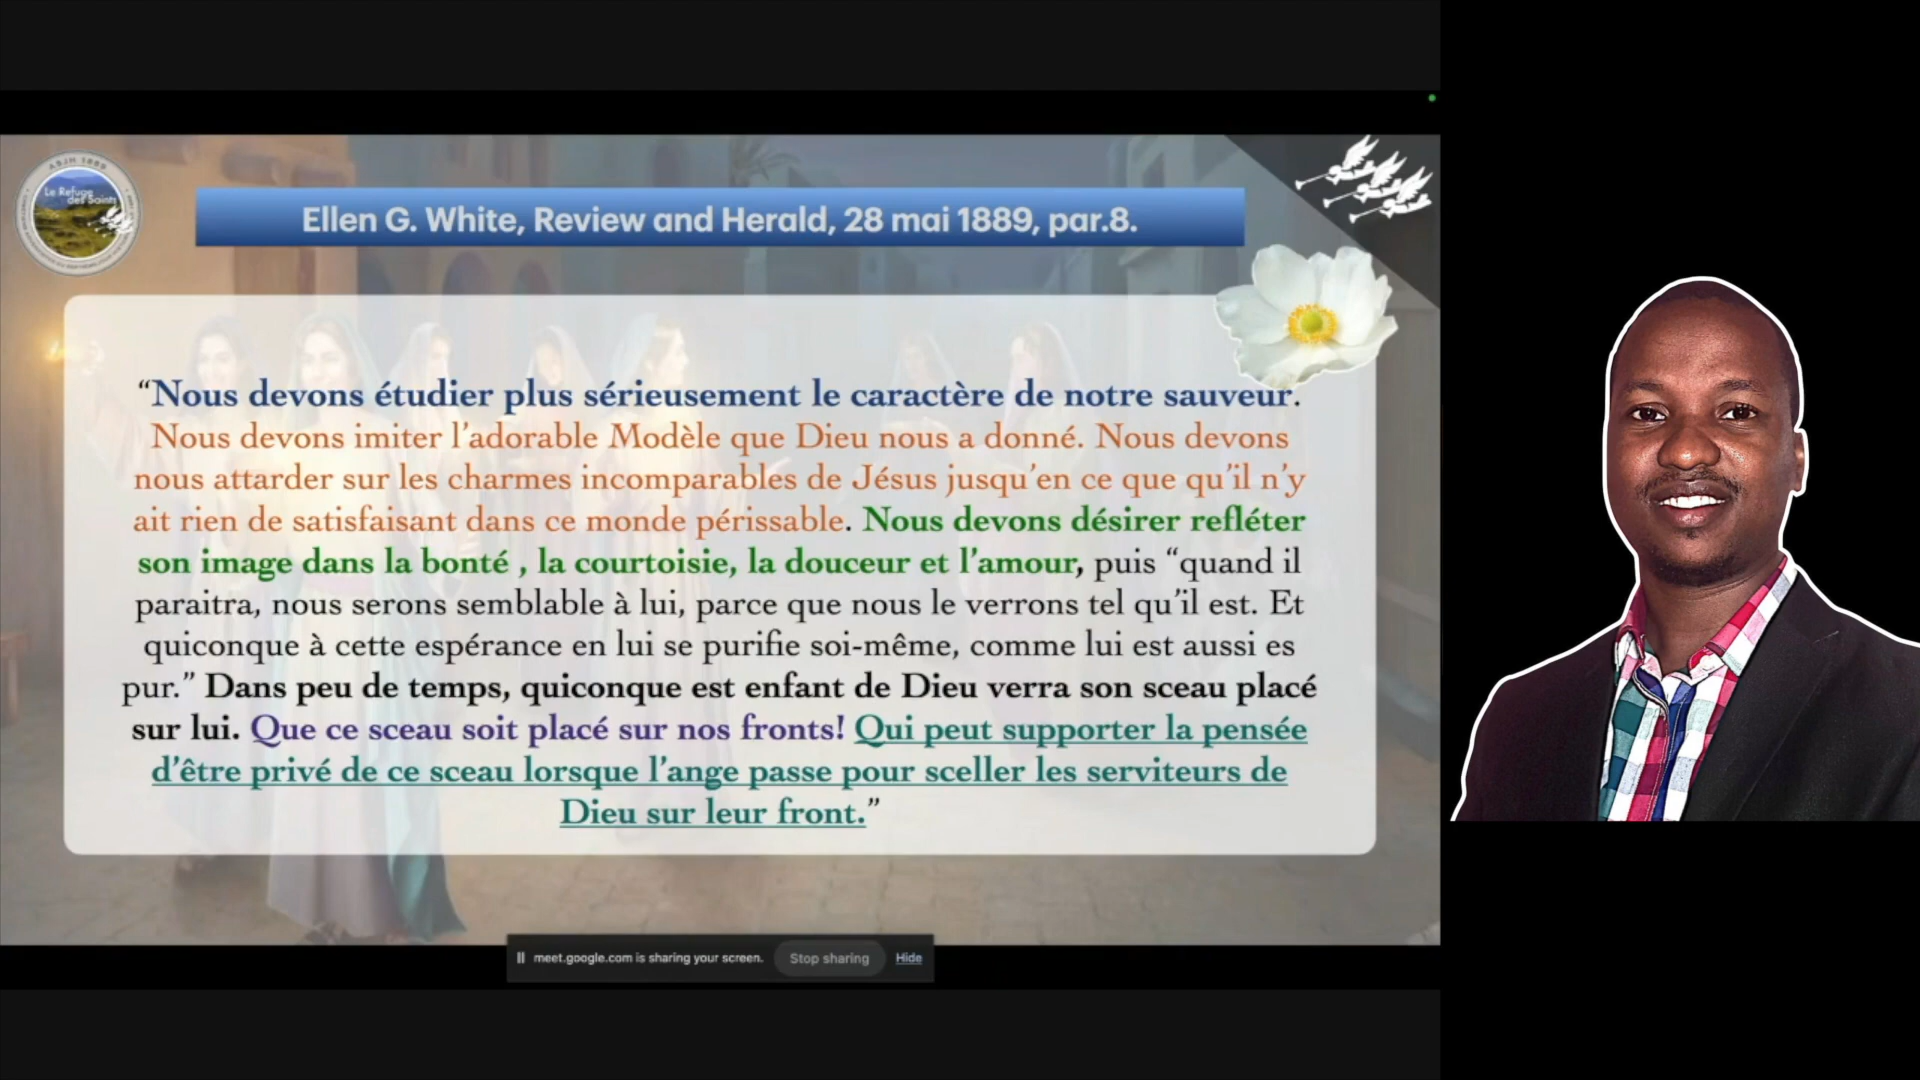 ASJH 1889
Le Refuge
des Saints
Ellen G. White, Review and Herald, 28 mai 1889, par.8.
“Nous devons étudier plus sérieusement le caractère de notre sauveur.
Nous devons imiter l’adorable Modèle que Dieu nous a donné. Nous devons
nous attarder sur les charmes incomparables de Jésus jusqu’en ce que qu’il n’y
ait rien de satisfaisant dans ce monde périssable. Nous devons désirer refléter
son image dans la bonté , la courtoisie, la douceur et l’amour, puis “quand il
paraitra, nous serons semblable à lui, parce que nous le verrons tel qu’il est. Et
quiconque à cette espérance en lui se purifie soi-même, comme lui est aussi es
pur.” Dans peu de temps, quiconque est enfant de Dieu verra son sceau placé
sur lui. Que ce sceau soit placé sur nos fronts! Qui peut supporter la pensée
d’être privé de ce sceau lorsque l’ange passe pour sceller les serviteurs de
Dieu sur leur front.”
meet.google.com is sharing your screen. Stop sharing Hide